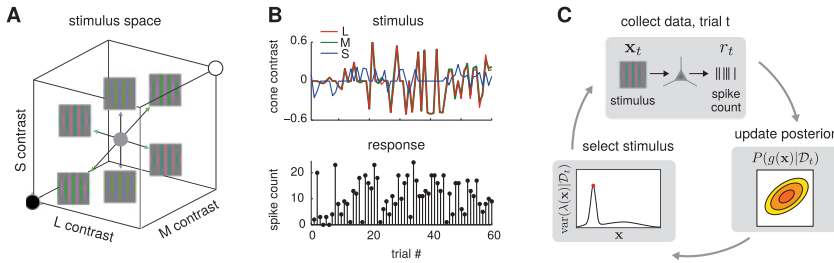 A
stimulus space
S contrast
L contrast
M contrast
B
stimulus
L
M
S
cone contrast
0.6
0
−0.6
response
spike count
20
10
0
0
20
40
60
trial #
C
collect data, trial t
x_t
r_t
stimulus
spike
count
select stimulus
var(λ(x)|D_t)
x
update posterior
P(g(x)|D_t)